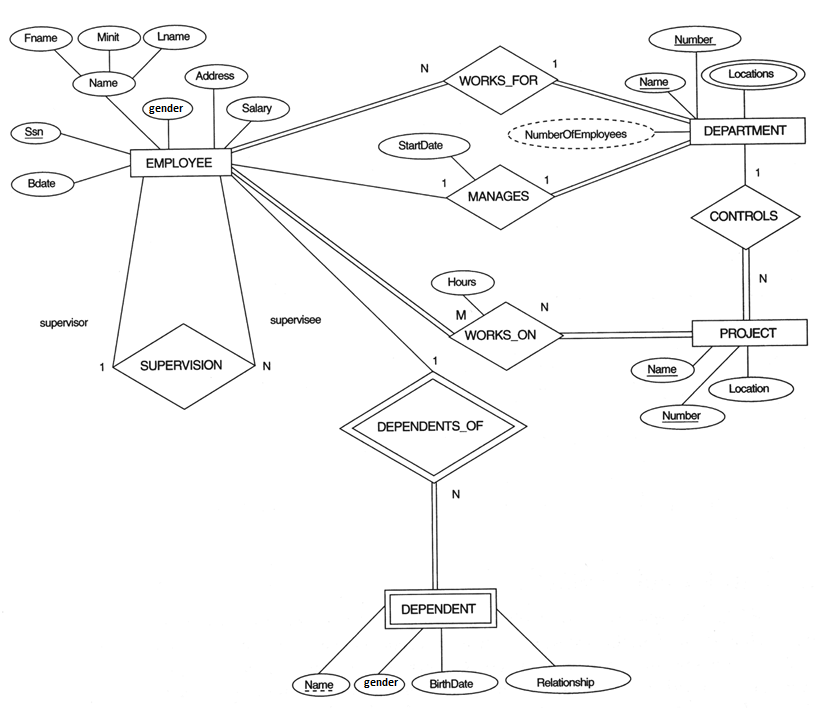 Fname
Minit
Lname
Number
Name
Address
N
WORKS_FOR
1
Name
Locations
gender
Salary
Ssn
StartDate
NumberOfEmployees
DEPARTMENT
EMPLOYEE
Bdate
1
MANAGES
1
1
CONTROLS
Hours
N
M
N
supervisor
supervisee
WORKS_ON
PROJECT
1
SUPERVISION
N
1
Name
Location
Number
DEPENDENTS_OF
N
DEPENDENT
Name
gender
BirthDate
Relationship